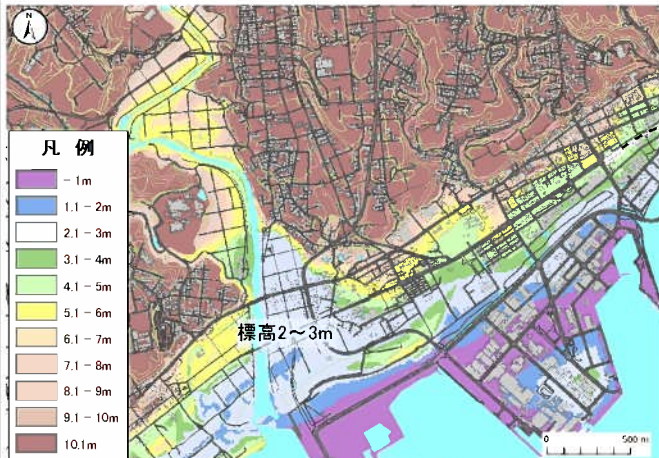 N
凡 例
- 1m
1.1 - 2m
2.1 - 3m
3.1 - 4m
4.1 - 5m
5.1 - 6m
6.1 - 7m
7.1 - 8m
8.1 - 9m
9.1 - 10m
10.1m
標高2～3m
0 500 m